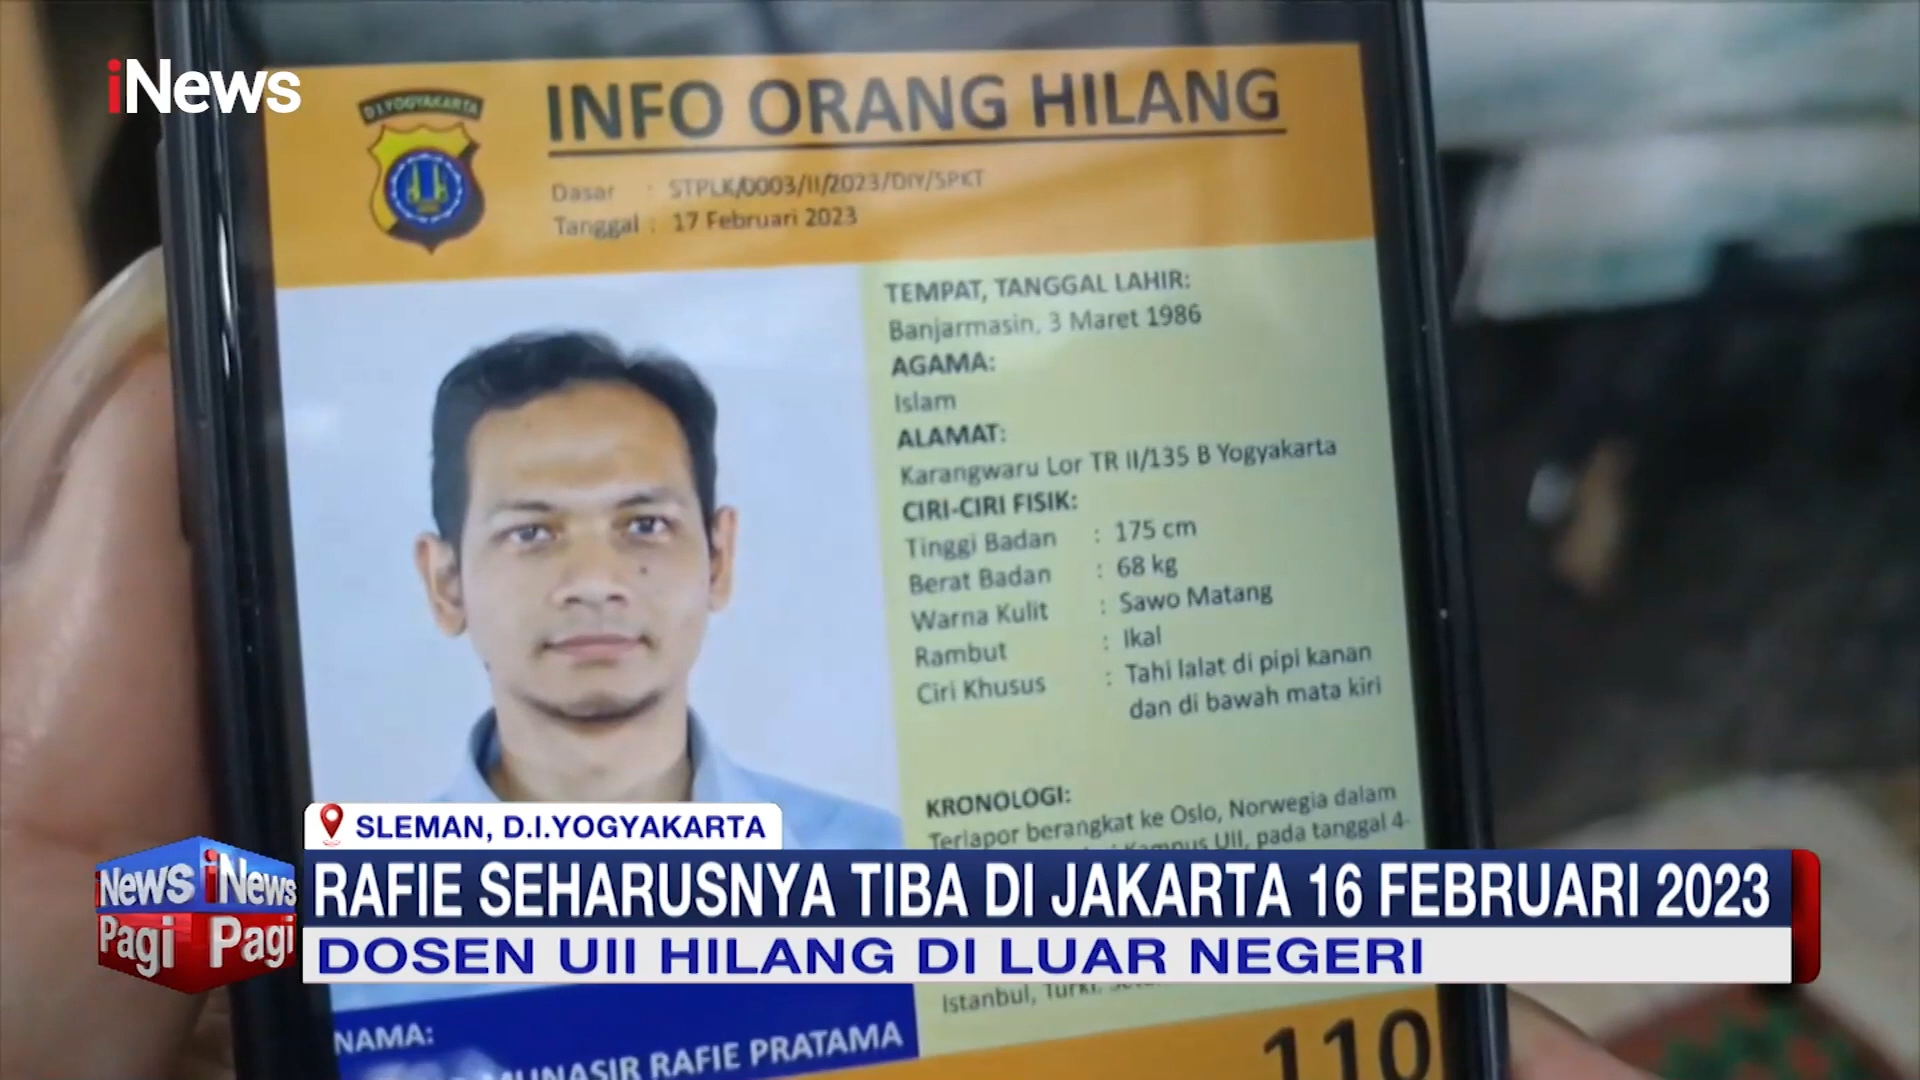 iNews
D.I.YOGYAKARTA
INFO ORANG HILANG
Dasar : STPLK/0003/II/2023/DIY/SPKT
Tanggal : 17 Februari 2023
TEMPAT, TANGGAL LAHIR:
Banjarmasin, 3 Maret 1986
AGAMA:
Islam
ALAMAT:
Karangwaru Lor TR II/135 B Yogyakarta
CIRI-CIRI FISIK:
Tinggi Badan : 175 cm
Berat Badan : 68 kg
Warna Kulit : Sawo Matang
Rambut : Ikal
Ciri Khusus : Tahi lalat di pipi kanan
dan di bawah mata kiri
KRONOLOGI:
Terlapor berangkat ke Oslo, Norwegia dalam
Kampus UII, pada tanggal 4-
SLEMAN, D.I.YOGYAKARTA
iNews iNews
Pagi Pagi
RAFIE SEHARUSNYA TIBA DI JAKARTA 16 FEBRUARI 2023
DOSEN UII HILANG DI LUAR NEGERI
Istanbul, Turki.
NAMA:
MUNASIR RAFIE PRATAMA
110